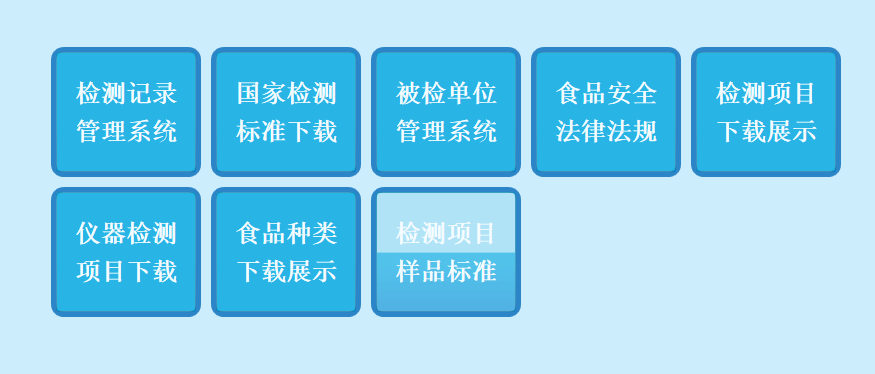 检测记录
管理系统
国家检测
标准下载
被检单位
管理系统
食品安全
法律法规
检测项目
下载展示
仪器检测
项目下载
食品种类
下载展示
检测项目
样品标准